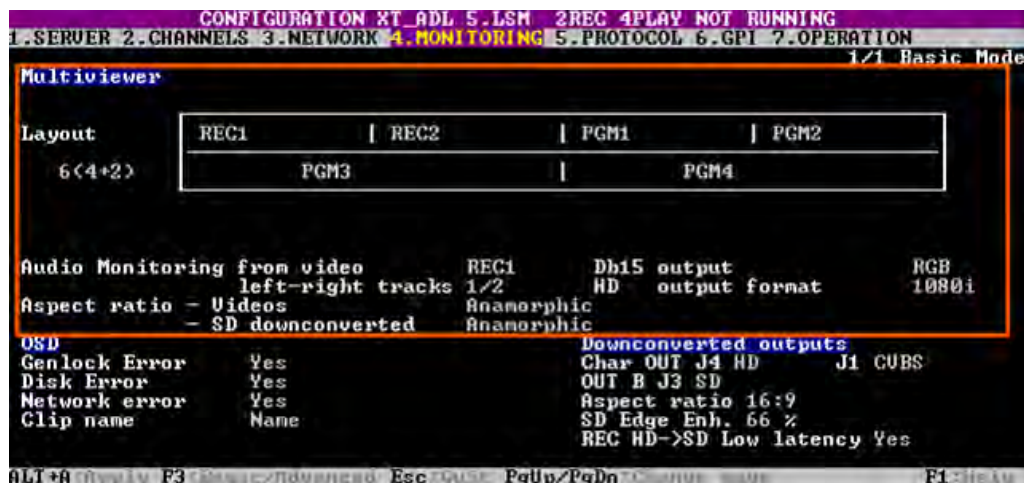 CONFIGURATION XT_ADL 5.LSM 2REC 4PLAY NOT RUNNING
1.SERVER 2.CHANNELS 3.NETWORK 4.MONITORING 5.PROTOCOL 6.GPI 7.OPERATION
1/1 Basic Mode
Multiviewer
Layout REC1 | REC2 | PGM1 | PGM2
6(4+2) PGM3 | PGM4
Audio Monitoring from video REC1 Db15 output RGB
left-right tracks 1/2 HD output format 1080i
Aspect ratio - Videos Anamorphic
- SD downconverted Anamorphic
OSD Downconverted outputs
Genlock Error Yes Char OUT J4 HD J1 CVBS
Disk Error Yes OUT B J3 SD
Network error Yes Aspect ratio 16:9
Clip name Name SD Edge Enh. 66 %
REC HD->SD Low latency Yes
ALT+A F3 Esc PgUp/PgDn F1